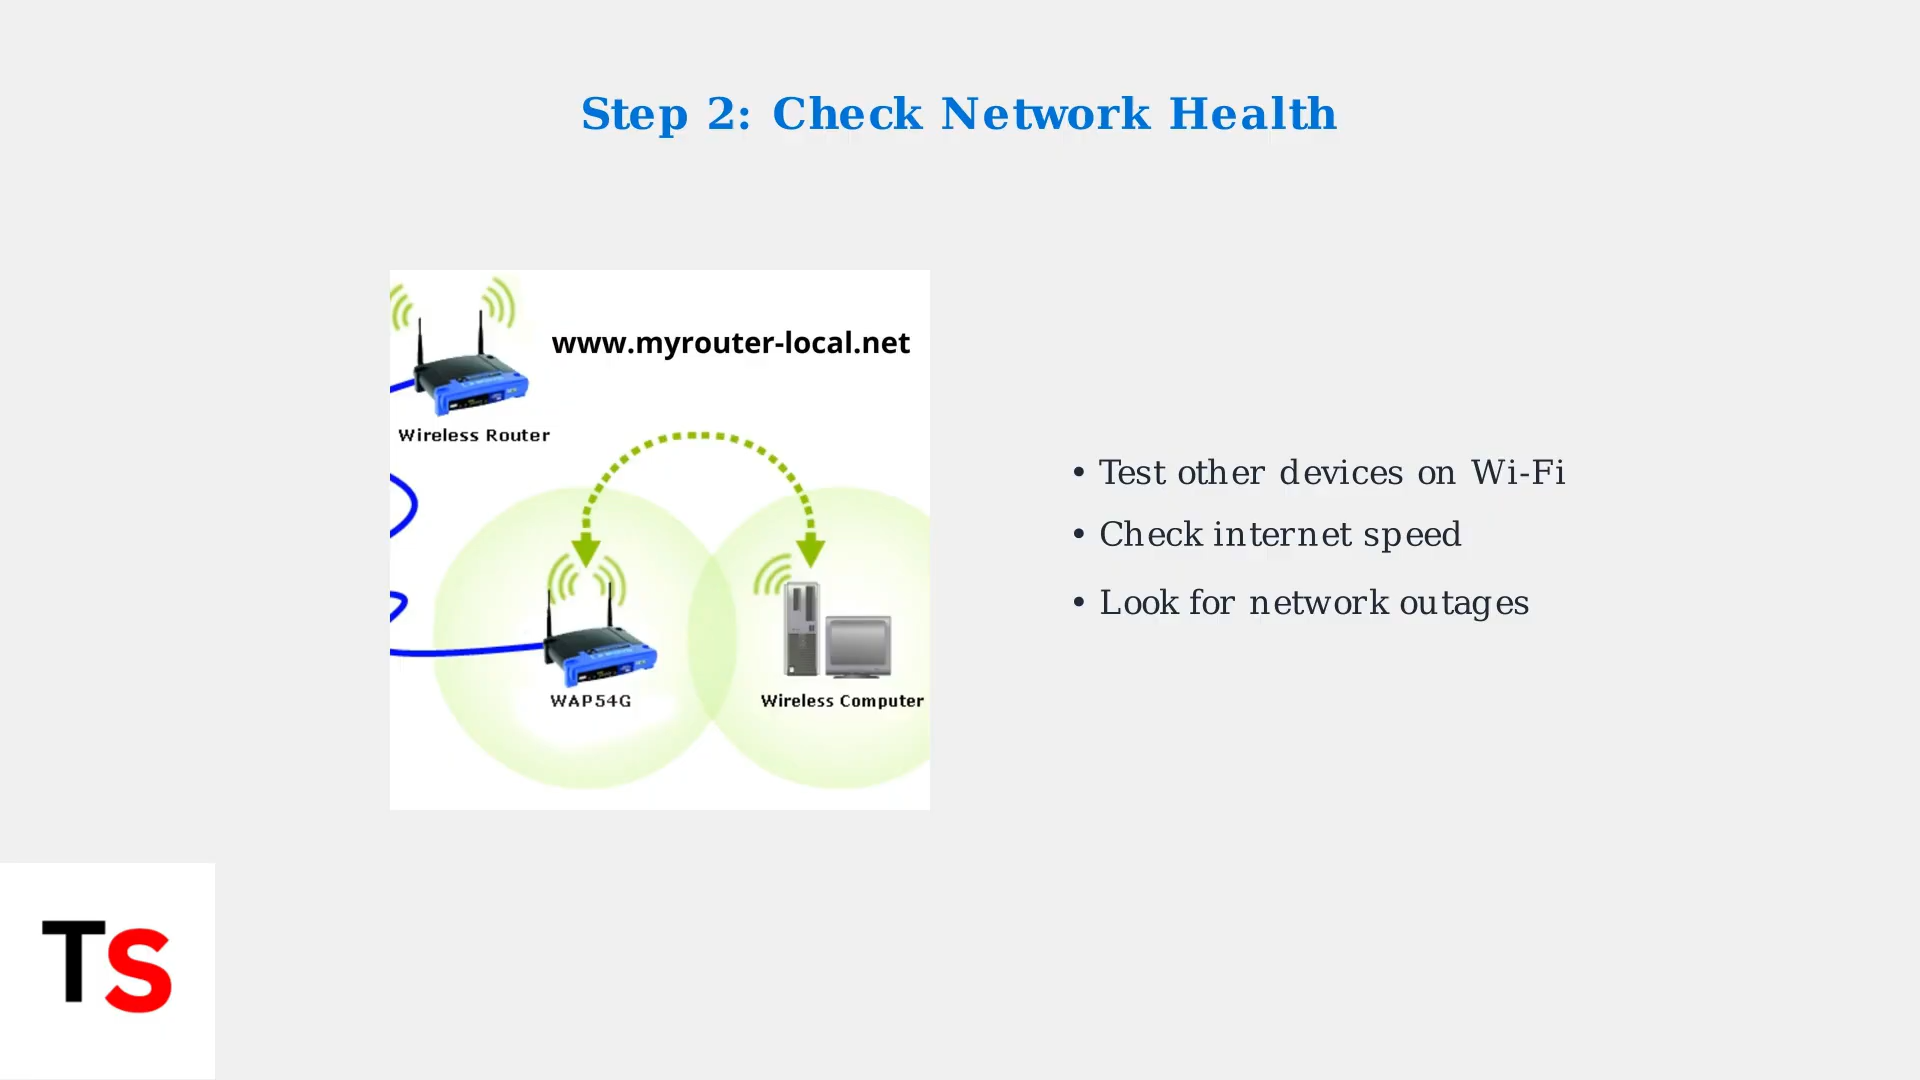 Step 2: Check Network Health
www.myrouter-local.net
Wireless Router
WAP54G
Wireless Computer
• Test other devices on Wi-Fi
• Check internet speed
• Look for network outages
TS